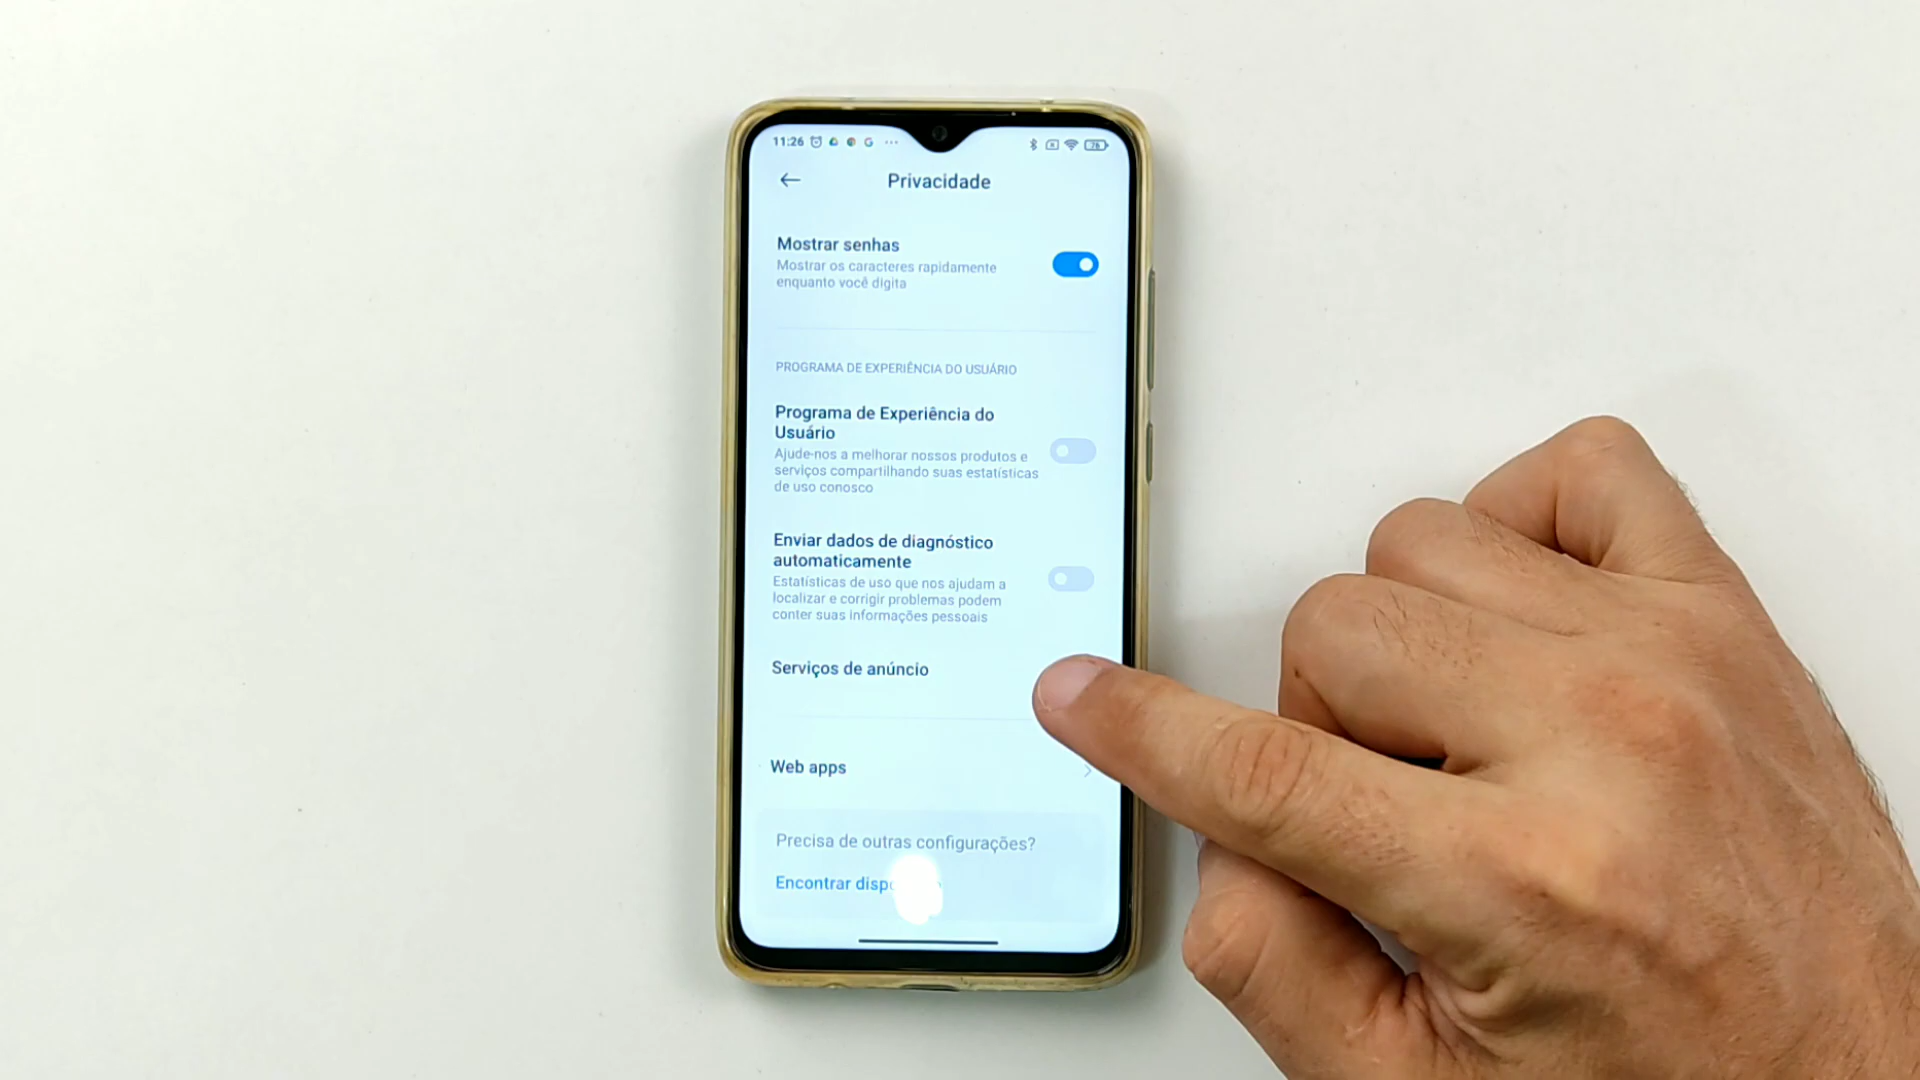 11:26
26
Privacidade
Mostrar senhas
Mostrar os caracteres rapidamente
enquanto você digita
PROGRAMA DE EXPERIÊNCIA DO USUÁRIO
Programa de Experiência do
Usuário
Ajude-nos a melhorar nossos produtos e
serviços compartilhando suas estatísticas
de uso conosco
Enviar dados de diagnóstico
automaticamente
Estatísticas de uso que nos ajudam a
localizar e corrigir problemas podem
conter suas informações pessoais
Serviços de anúncio
Web apps
Precisa de outras configurações?
Encontrar